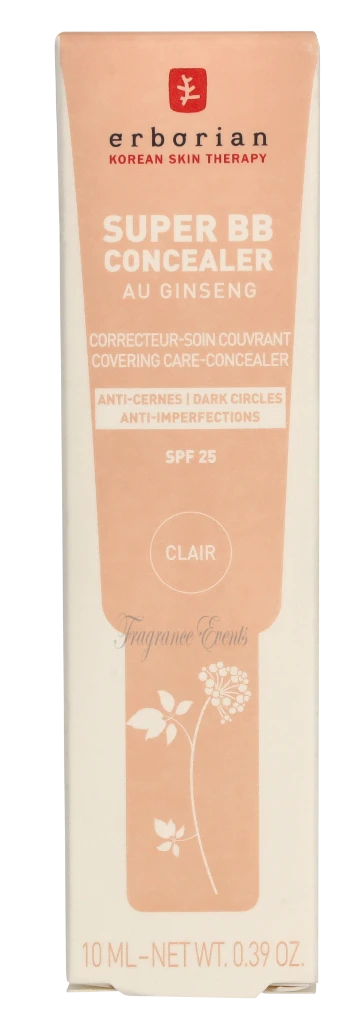 erborian
KOREAN SKIN THERAPY
SUPER BB
CONCEALER
AU GINSENG
CORRECTEUR-SOIN COUVRANT
COVERING CARE-CONCEALER
ANTI-CERNES | DARK CIRCLES
ANTI-IMPERFECTIONS
SPF 25
CLAIR
Fragrance Events
10 ML-NET WT. 0.39 OZ.